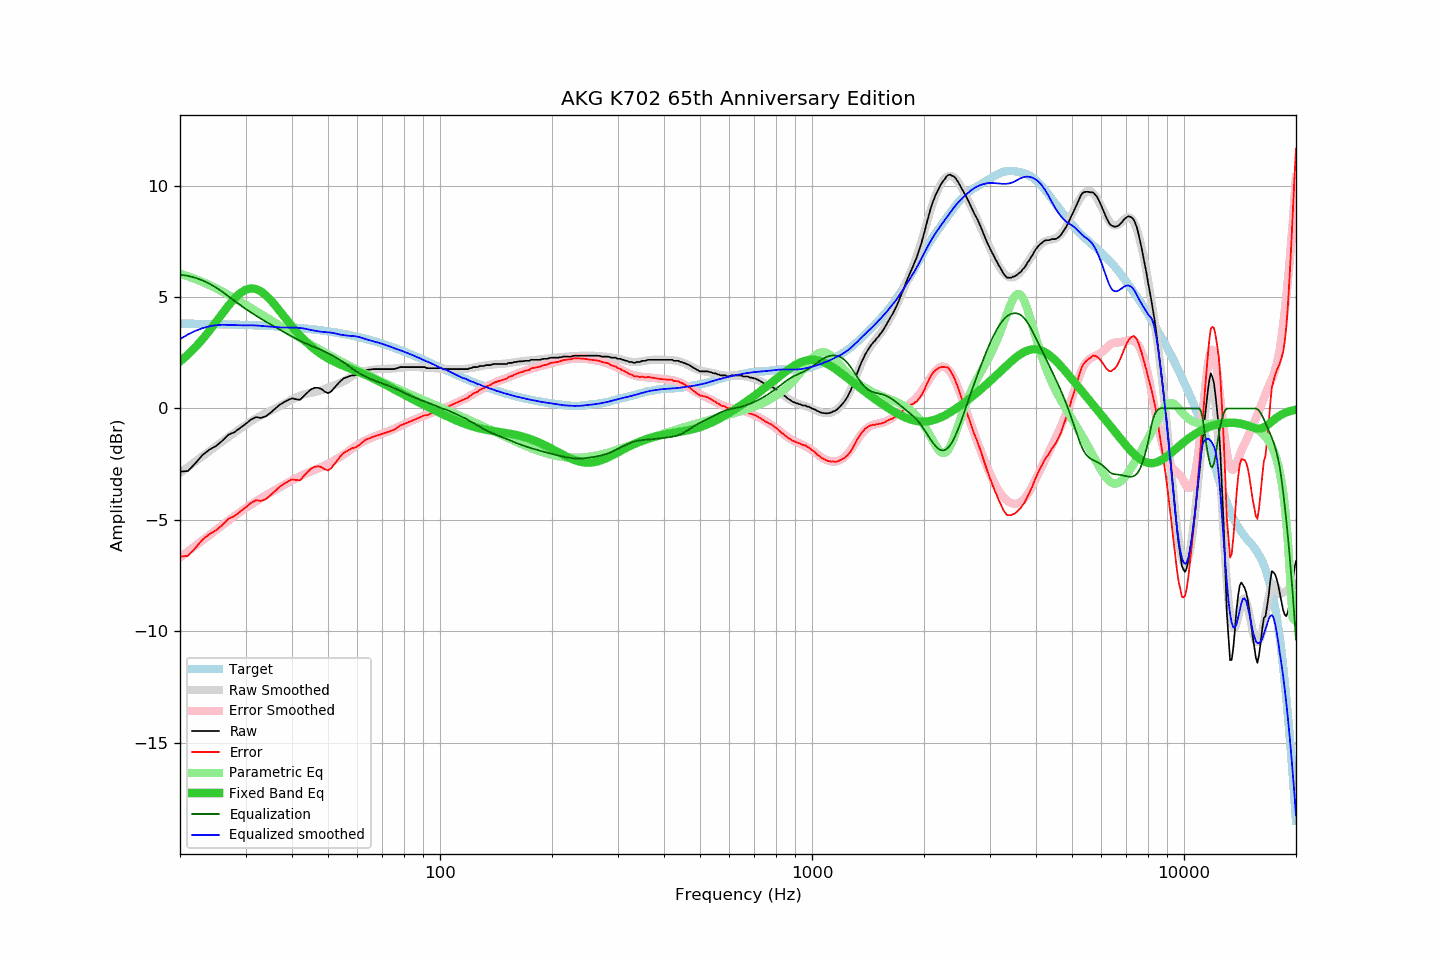 AKG K702 65th Anniversary Edition
Amplitude (dBr)
10
5
0
−5
−10
−15
Target
Raw Smoothed
Error Smoothed
Raw
Error
Parametric Eq
Fixed Band Eq
Equalization
Equalized smoothed
100
1000
10000
Frequency (Hz)